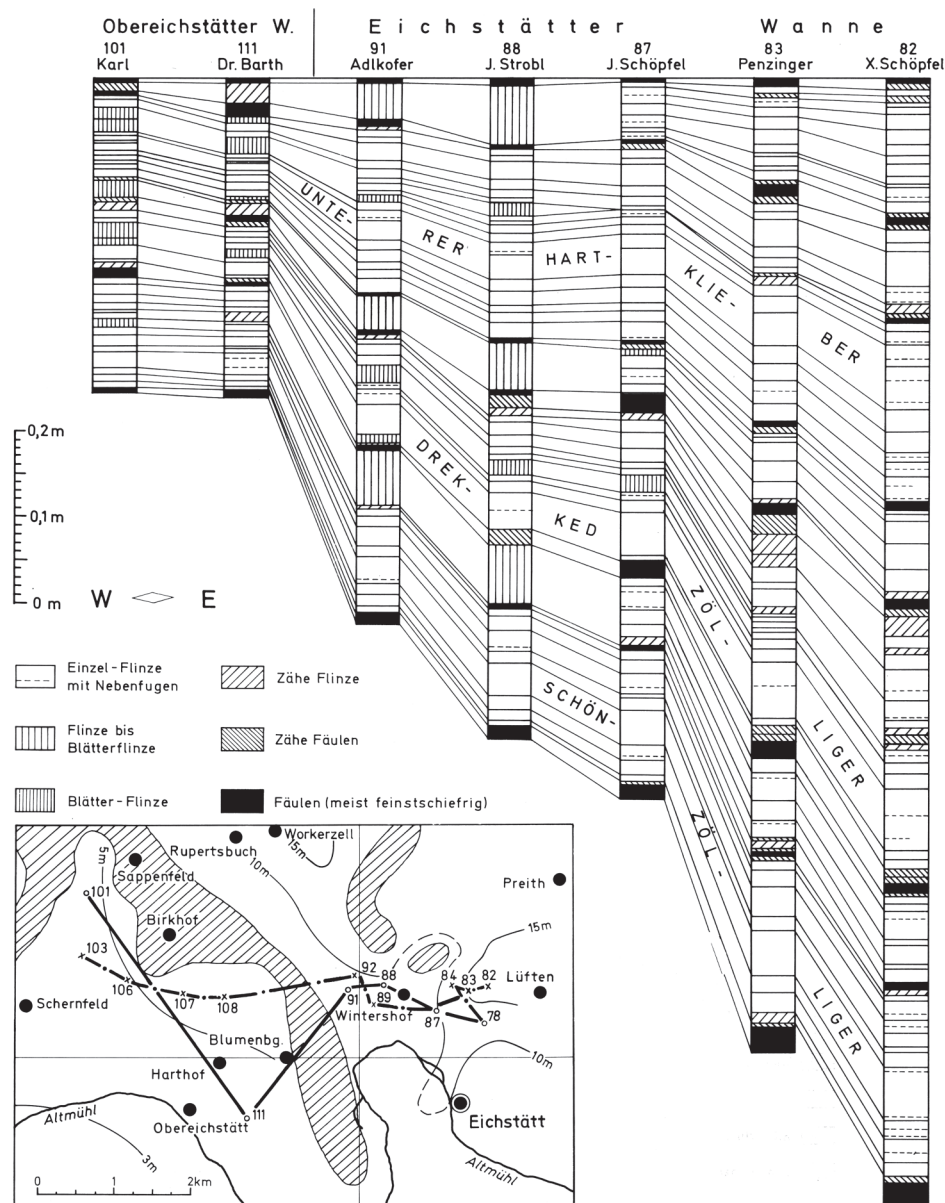 Obereichstätter W. Eichstätter Wanne
101 111 91 88 87 83 82
Karl Dr. Barth Adlkofer J. Strobl J. Schöpfel Penzinger X. Schöpfel
UNTE- RER HART- KLIE- BER
DREK- KED ZÖL- LIGER
SCHÖN- ZÖL- LIGER
0,2 m
0,1 m
0 m
W E
Einzel-Flinze
mit Nebenfugen
Zähe Flinze
Flinze bis
Blätterflinze
Zähe Fäulen
Blätter-Flinze
Fäulen (meist feinstschiefrig)
Workerzell
15m
Rupertsbuch
10m
5m
Sappenfeld
Preith
101
Birkhof
15m
103
92 88 84 83 82
Lüften
106
Schernfeld
107 108
91 89
Wintershof
87 78
Blumenbg.
Harthof
10m
111
Eichstätt
Obereichstätt
Altmühl
3m
Altmühl
0 1 2km